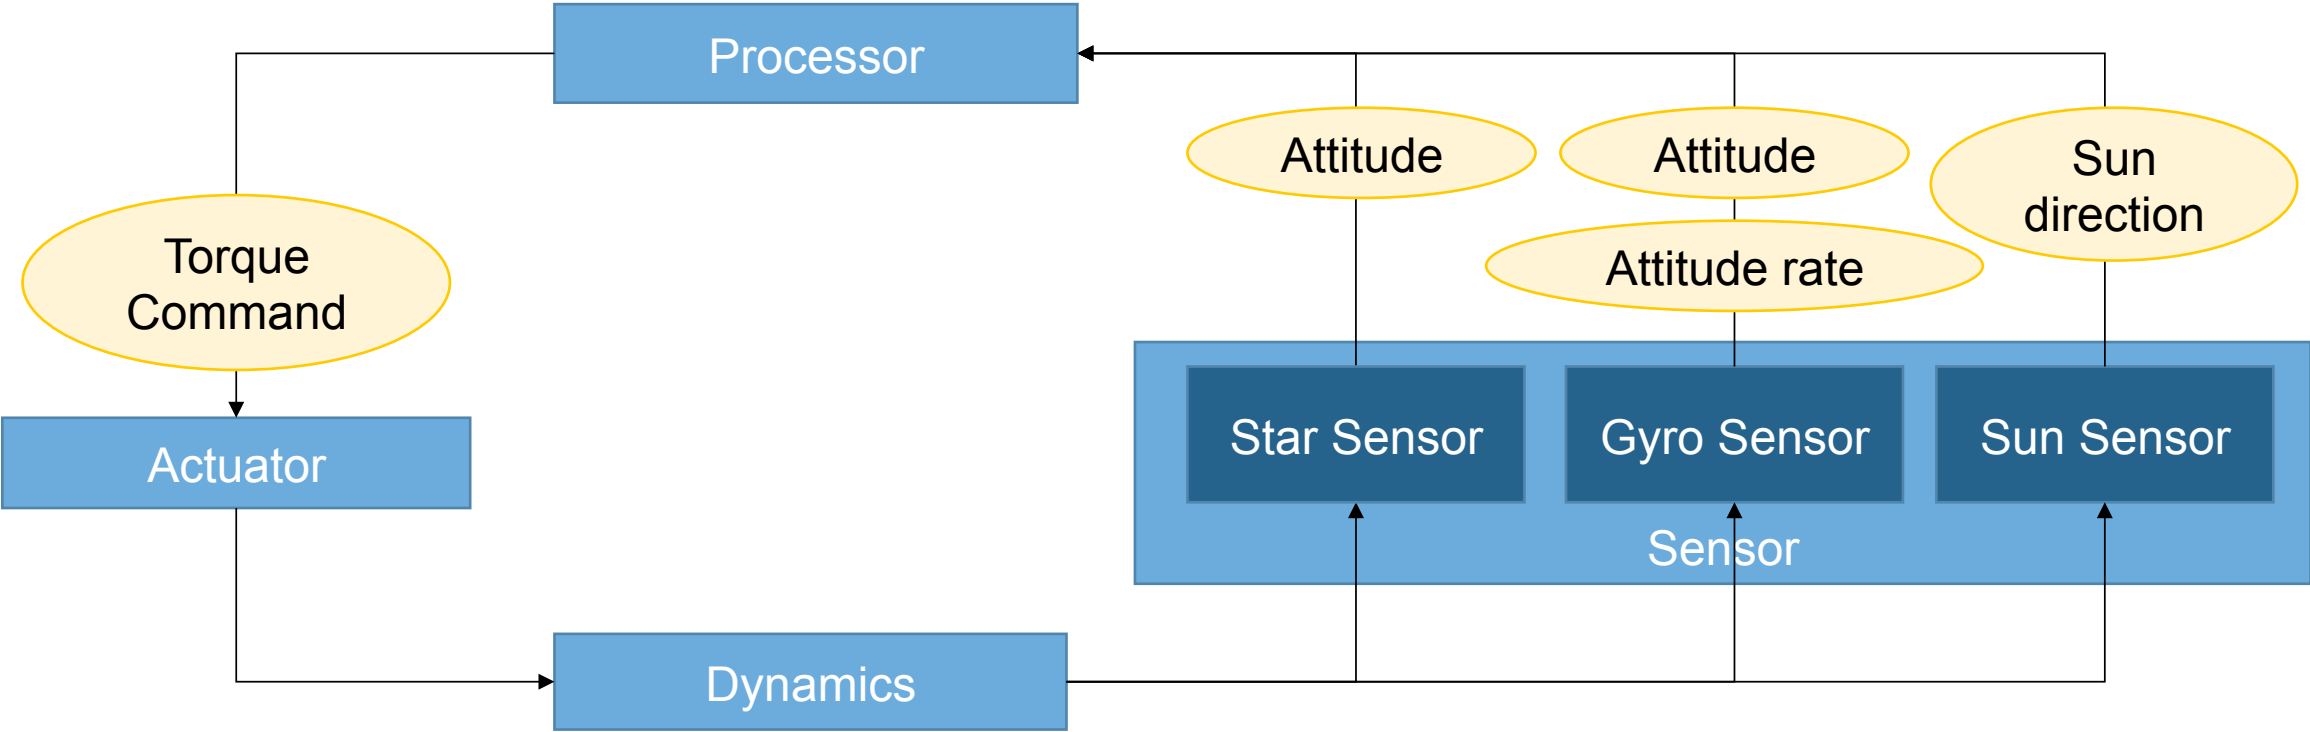 Processor
Attitude
Attitude
Sun
direction
Torque
Command
Attitude rate
Star Sensor
Gyro Sensor
Sun Sensor
Actuator
Sensor
Dynamics